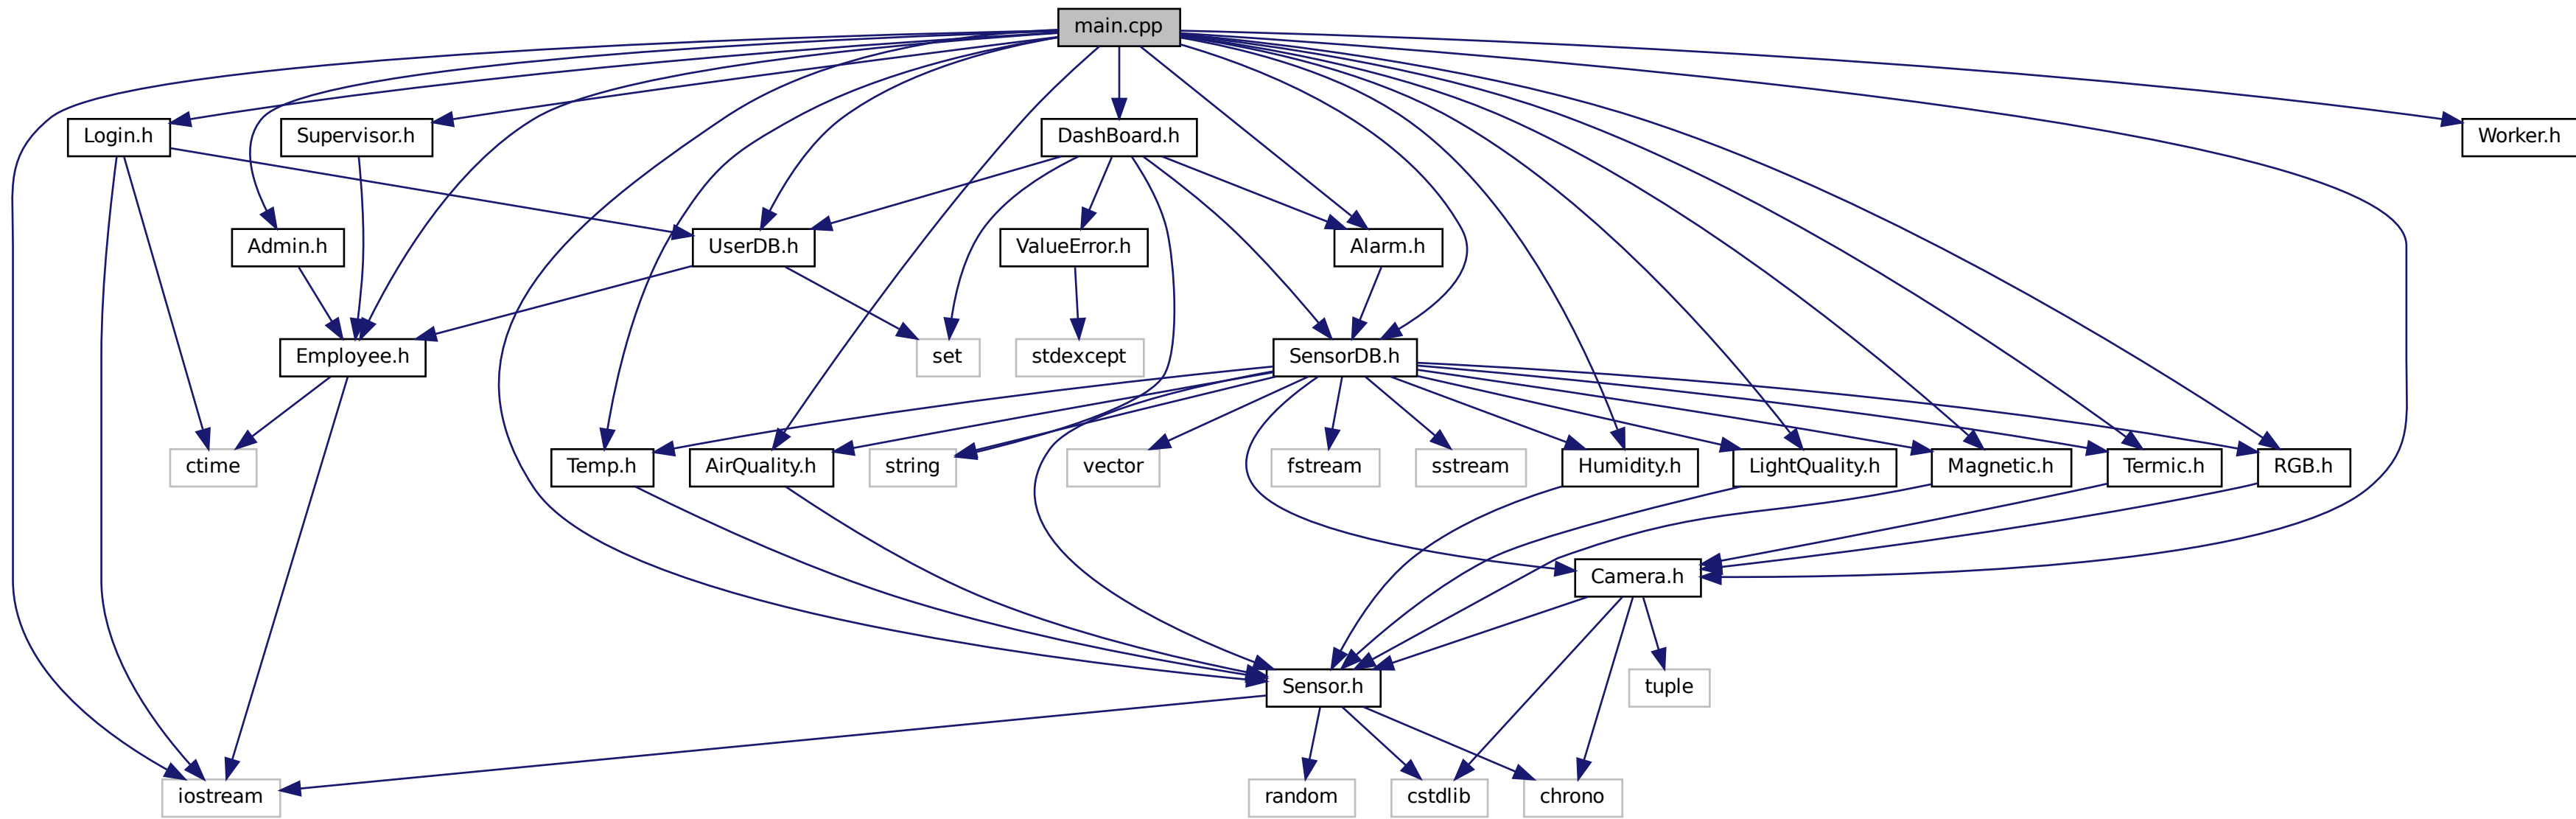 main.cpp
Login.h
Supervisor.h
DashBoard.h
Worker.h
Admin.h
UserDB.h
ValueError.h
Alarm.h
Employee.h
set
stdexcept
SensorDB.h
ctime
Temp.h
AirQuality.h
string
vector
fstream
sstream
Humidity.h
LightQuality.h
Magnetic.h
Termic.h
RGB.h
Camera.h
Sensor.h
tuple
iostream
random
cstdlib
chrono